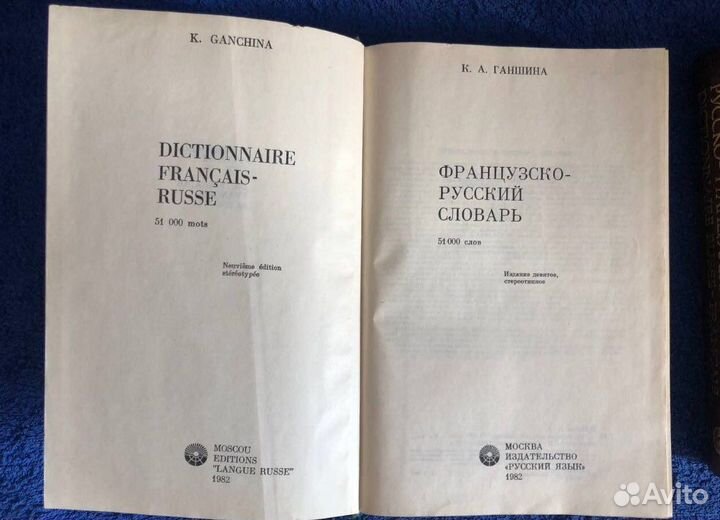 K. GANCHINA
DICTIONNAIRE
FRANÇAIS-
RUSSE
51 000 mots
Neuvième édition
stéréotypée
MOSCOU
EDITIONS
"LANGUE RUSSE"
1982
К. А. ГАНШИНА
ФРАНЦУЗСКО-
РУССКИЙ
СЛОВАРЬ
51 000 слов
Издание девятое,
стереотипное
МОСКВА
ИЗДАТЕЛЬСТВО
«РУССКИЙ ЯЗЫК»
1982
Avito